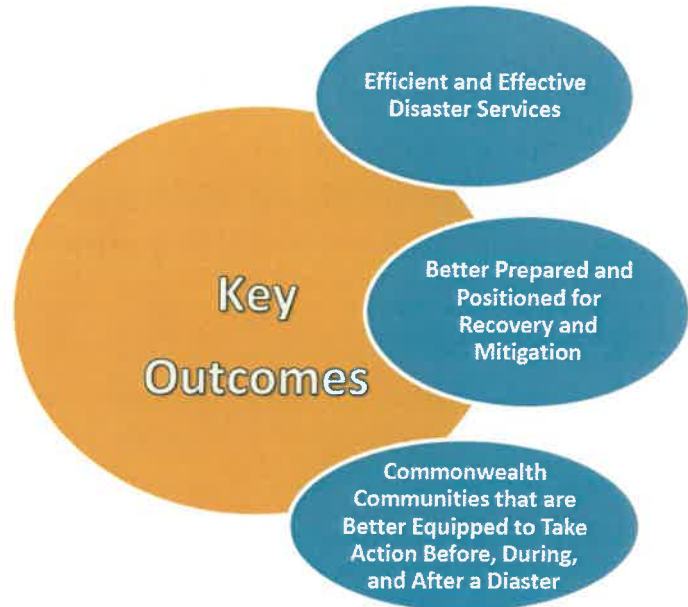 Efficient and Effective
Disaster Services
Key
Outcomes
Better Prepared and
Positioned for
Recovery and
Mitigation
Commonwealth
Communities that are
Better Equipped to Take
Action Before, During,
and After a Diaster